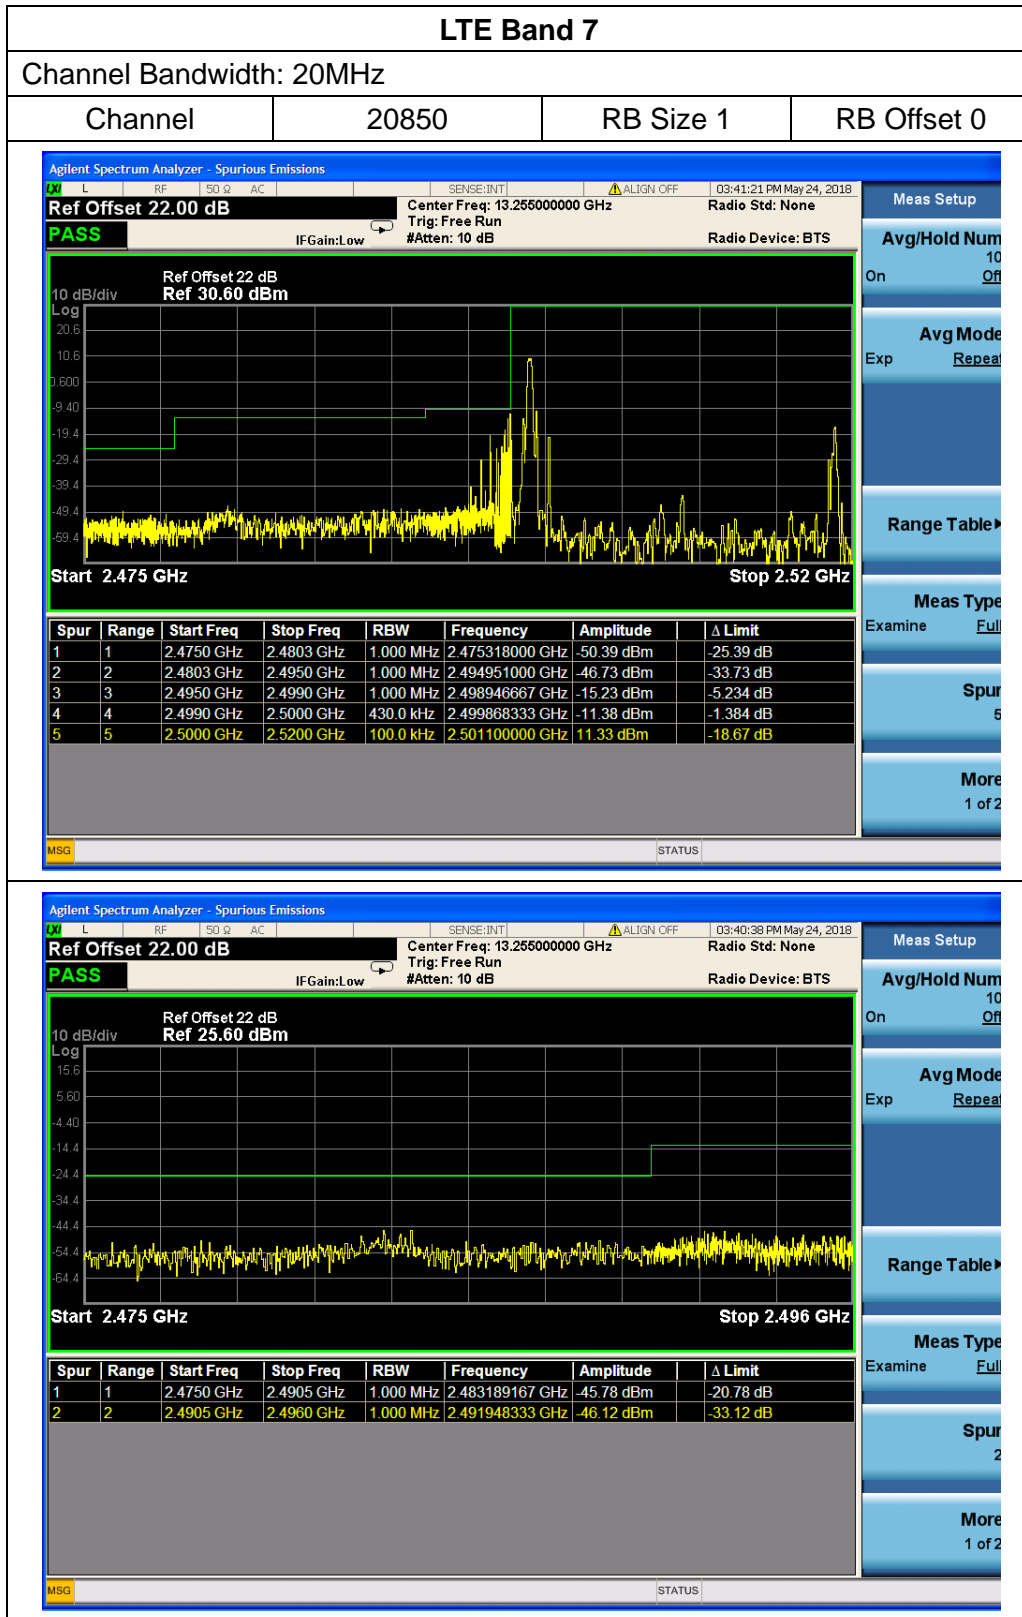 LTE Band 7
Channel Bandwidth: 20MHz
Channel 20850 RB Size 1 RB Offset 0
Agilent Spectrum Analyzer - Spurious Emissions
LXI L RF 50 Ω AC SENSE:INT ALIGN OFF 03:41:21 PM May 24, 2018
Ref Offset 22.00 dB Center Freq: 13.255000000 GHz Radio Std: None
Trig: Free Run
PASS IFGain:Low #Atten: 10 dB Radio Device: BTS
Ref Offset 22 dB
10 dB/div Ref 30.60 dBm
Log
20.6
10.6
0.600
-9.40
-19.4
-29.4
-39.4
-49.4
-59.4
Start 2.475 GHz Stop 2.52 GHz
Spur Range Start Freq Stop Freq RBW Frequency Amplitude Δ Limit
1 1 2.4750 GHz 2.4803 GHz 1.000 MHz 2.475318000 GHz -50.39 dBm -25.39 dB
2 2 2.4803 GHz 2.4950 GHz 1.000 MHz 2.494951000 GHz -46.73 dBm -33.73 dB
3 3 2.4950 GHz 2.4990 GHz 1.000 MHz 2.498946667 GHz -15.23 dBm -5.234 dB
4 4 2.4990 GHz 2.5000 GHz 430.0 kHz 2.499868333 GHz -11.38 dBm -1.384 dB
5 5 2.5000 GHz 2.5200 GHz 100.0 kHz 2.501100000 GHz 11.33 dBm -18.67 dB
MSG STATUS
Meas Setup
Avg/Hold Num
10
On Off
Avg Mode
Exp Repeat
Range Table
Meas Type
Examine Full
Spur
5
More
1 of 2
Agilent Spectrum Analyzer - Spurious Emissions
LXI L RF 50 Ω AC SENSE:INT ALIGN OFF 03:40:38 PM May 24, 2018
Ref Offset 22.00 dB Center Freq: 13.255000000 GHz Radio Std: None
Trig: Free Run
PASS IFGain:Low #Atten: 10 dB Radio Device: BTS
Ref Offset 22 dB
10 dB/div Ref 25.60 dBm
Log
15.6
5.60
-4.40
-14.4
-24.4
-34.4
-44.4
-54.4
-64.4
Start 2.475 GHz Stop 2.496 GHz
Spur Range Start Freq Stop Freq RBW Frequency Amplitude Δ Limit
1 1 2.4750 GHz 2.4905 GHz 1.000 MHz 2.483189167 GHz -45.78 dBm -20.78 dB
2 2 2.4905 GHz 2.4960 GHz 1.000 MHz 2.491948333 GHz -46.12 dBm -33.12 dB
MSG STATUS
Meas Setup
Avg/Hold Num
10
On Off
Avg Mode
Exp Repeat
Range Table
Meas Type
Examine Full
Spur
2
More
1 of 2